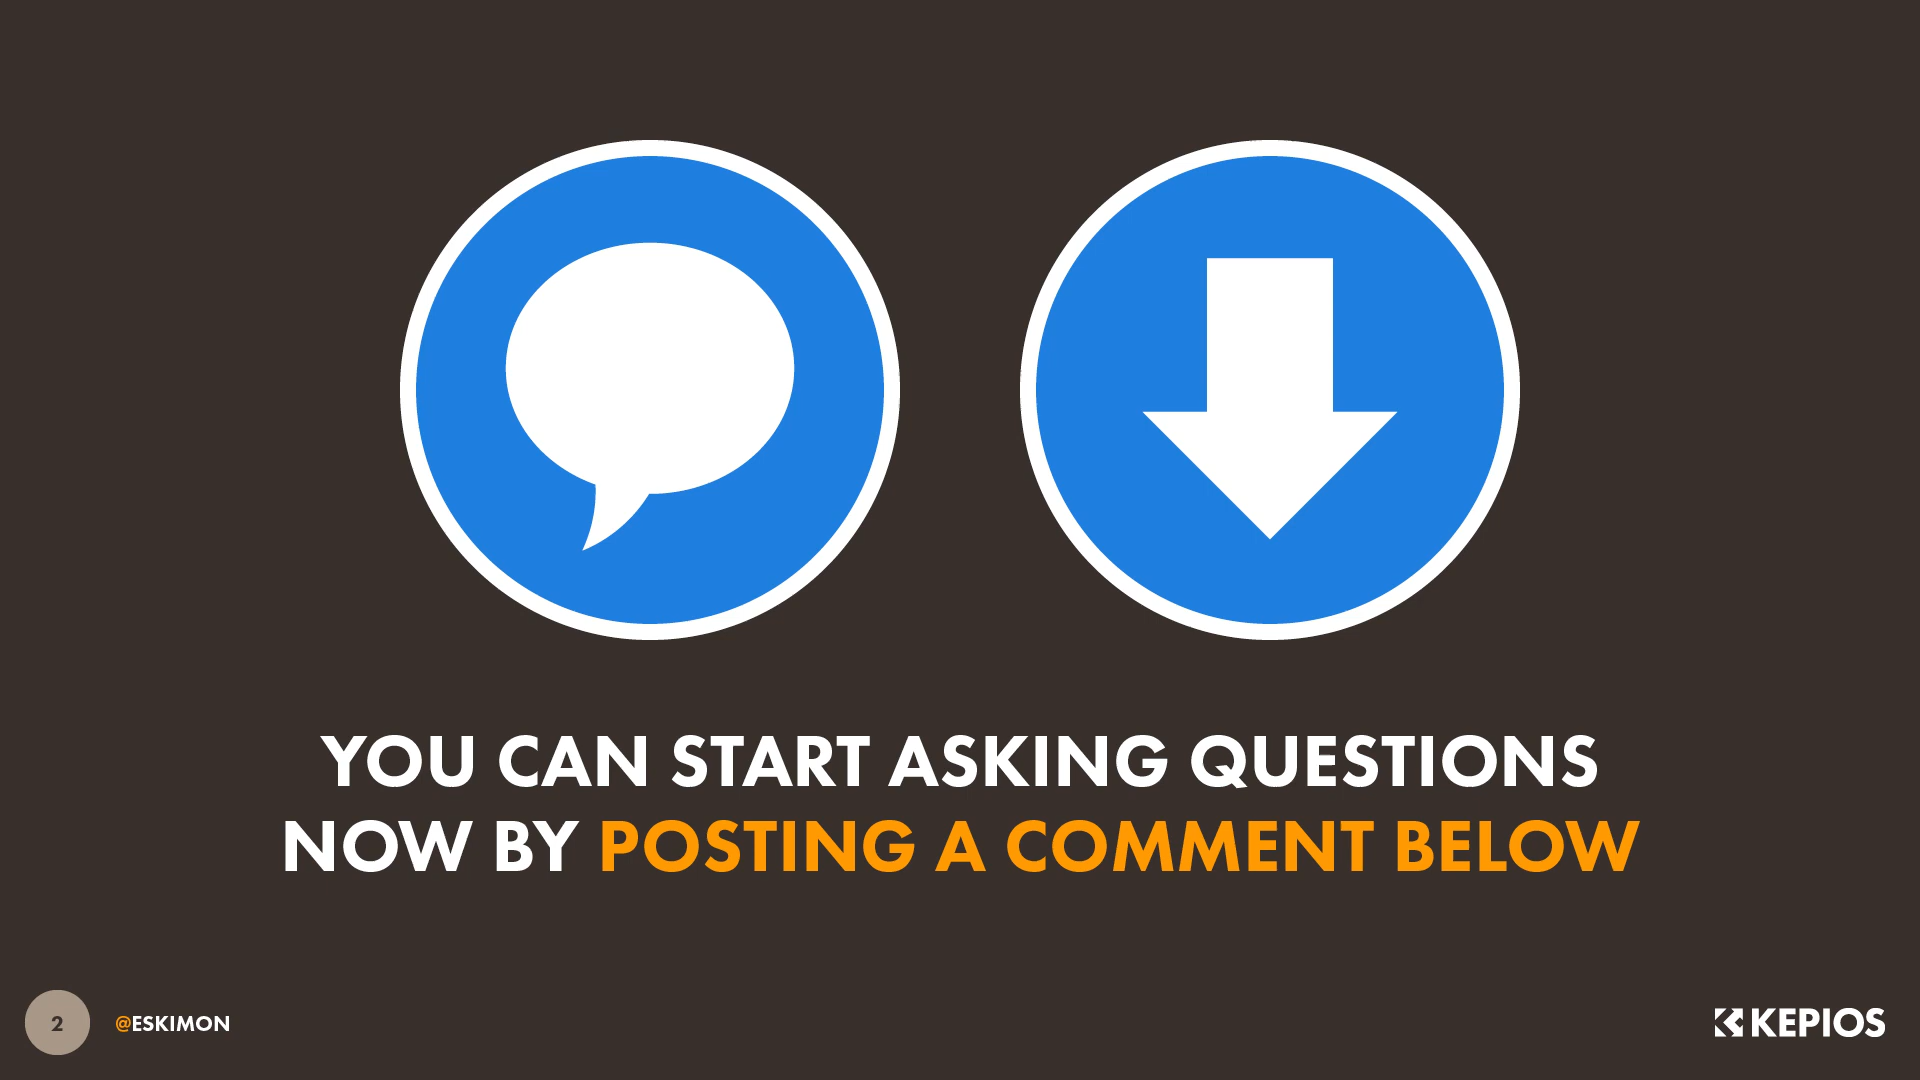 YOU CAN START ASKING QUESTIONS
NOW BY POSTING A COMMENT BELOW
2
@ESKIMON
KEPIOS